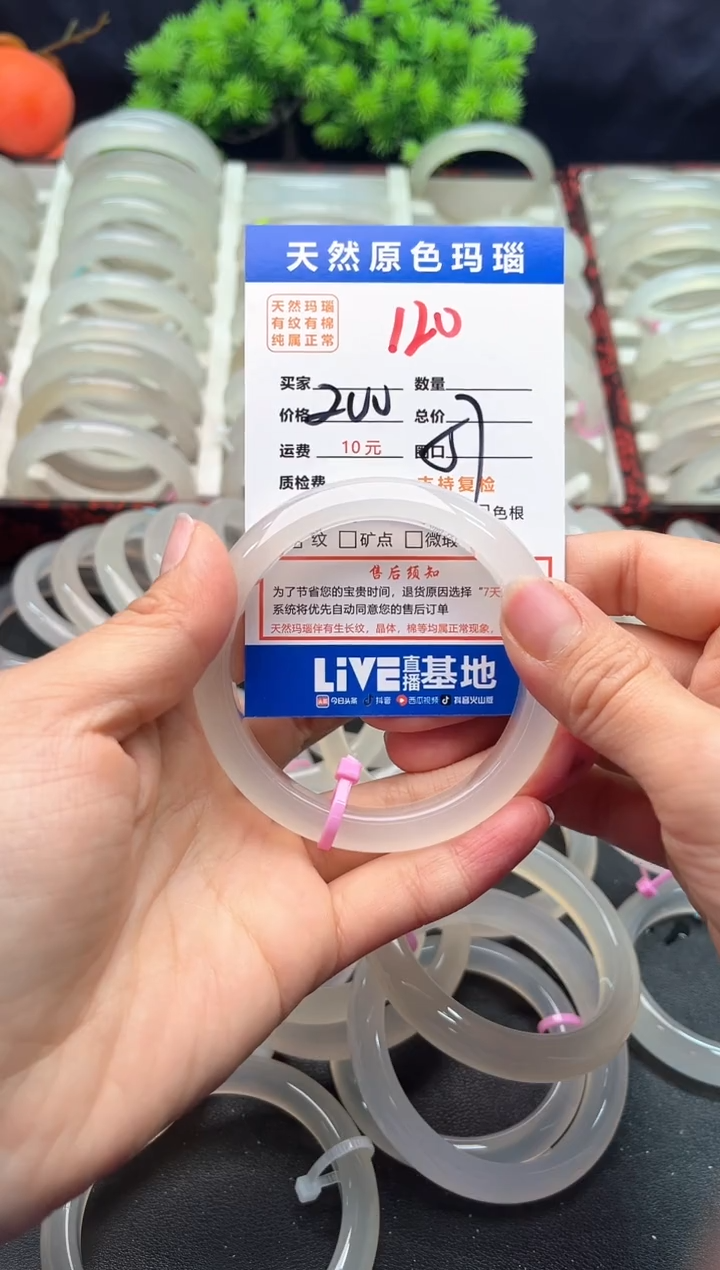 天然原色玛瑙
天然玛瑙
有纹有棉
纯属正常
120
买家 数量
价格 200 总价
运费 10元 圈口
质检费 支持复检
色根
纹 矿点 微瑕
售后须知
为了节省您的宝贵时间，退货原因选择“7天
系统将优先自动同意您的售后订单
天然玛瑙伴有生长纹，晶体，棉等均属正常现象，
LiVE直播基地
头条 今日头条 抖音 西瓜视频 抖音火山版